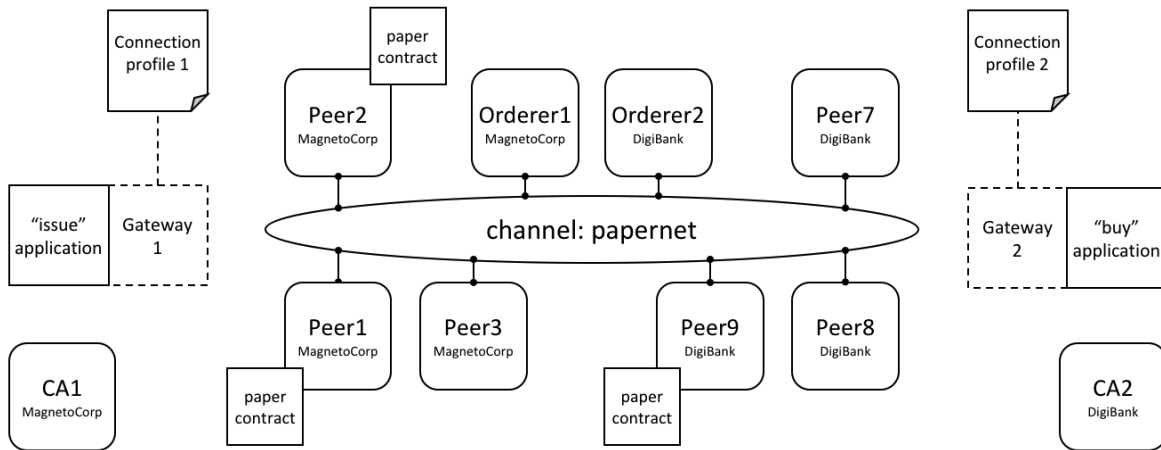 Connection
profile 1
paper
contract
Connection
profile 2
Peer2
MagnetoCorp
Orderer1
MagnetoCorp
Orderer2
DigiBank
Peer7
DigiBank
“issue”
application
Gateway
1
channel: papernet
Gateway
2
“buy”
application
Peer1
MagnetoCorp
Peer3
MagnetoCorp
Peer9
DigiBank
Peer8
DigiBank
CA1
MagnetoCorp
paper
contract
paper
contract
CA2
DigiBank